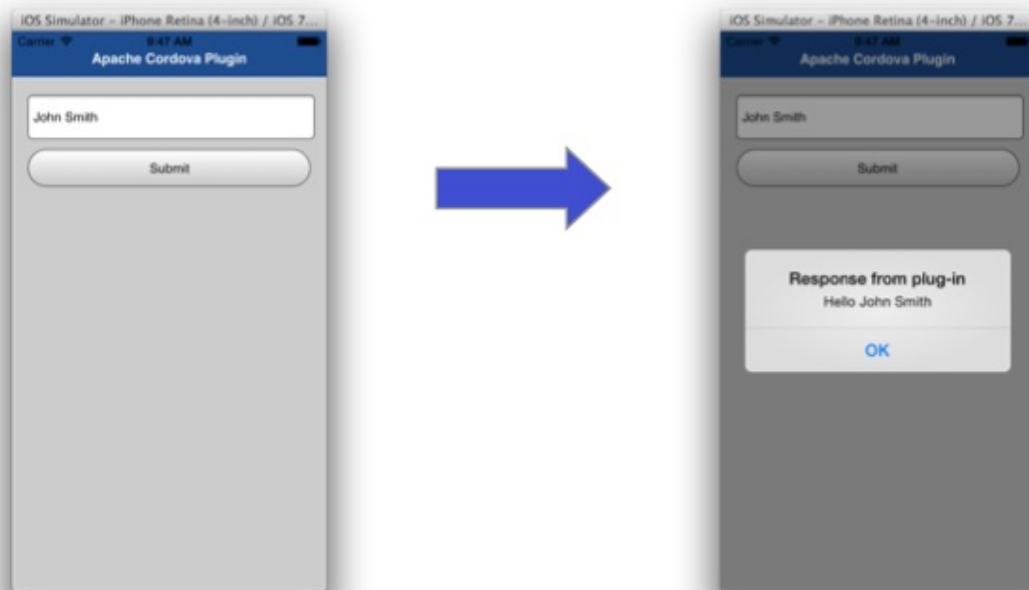 iOS Simulator - iPhone Retina (4-inch) / iOS 7...
Carrier 9:47 AM
Apache Cordova Plugin
John Smith
Submit
iOS Simulator - iPhone Retina (4-inch) / iOS 7...
Carrier 9:47 AM
Apache Cordova Plugin
John Smith
Submit
Response from plug-in
Hello John Smith
OK